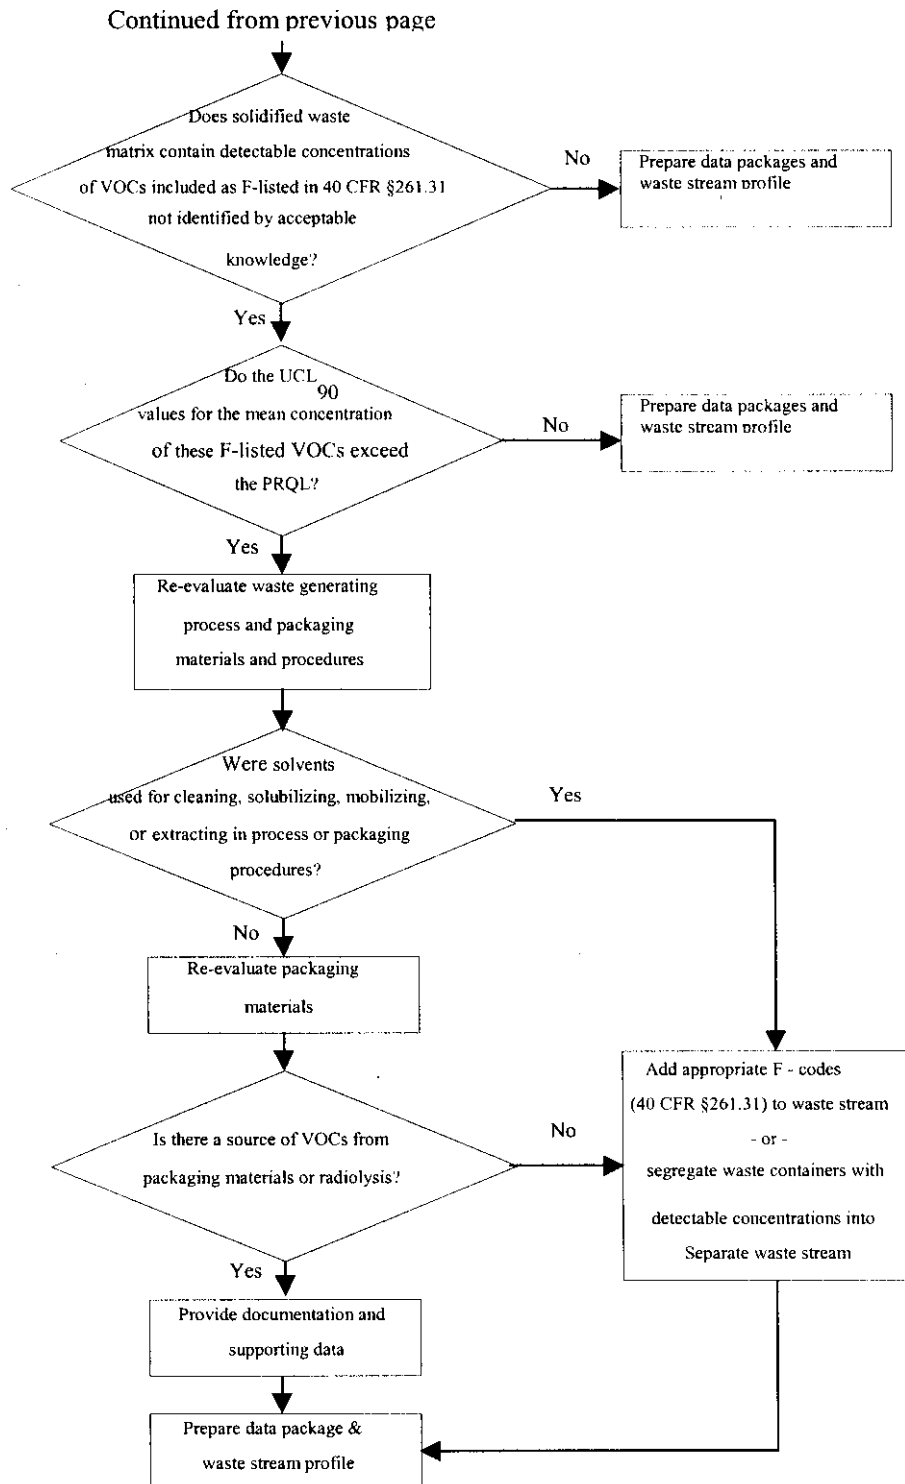 Continued from previous page
Does solidified waste
matrix contain detectable concentrations
of VOCs included as F-listed in 40 CFR §261.31
not identified by acceptable
knowledge?
No
Prepare data packages and
waste stream profile
Yes
Do the UCL90
values for the mean concentration
of these F-listed VOCs exceed
the PRQL?
No
Prepare data packages and
waste stream profile
Yes
Re-evaluate waste generating
process and packaging
materials and procedures
Were solvents
used for cleaning, solubilizing, mobilizing,
or extracting in process or packaging
procedures?
Yes
No
Re-evaluate packaging
materials
Is there a source of VOCs from
packaging materials or radiolysis?
No
Add appropriate F - codes
(40 CFR §261.31) to waste stream
- or -
segregate waste containers with
detectable concentrations into
Separate waste stream
Yes
Provide documentation and
supporting data
Prepare data package &
waste stream profile